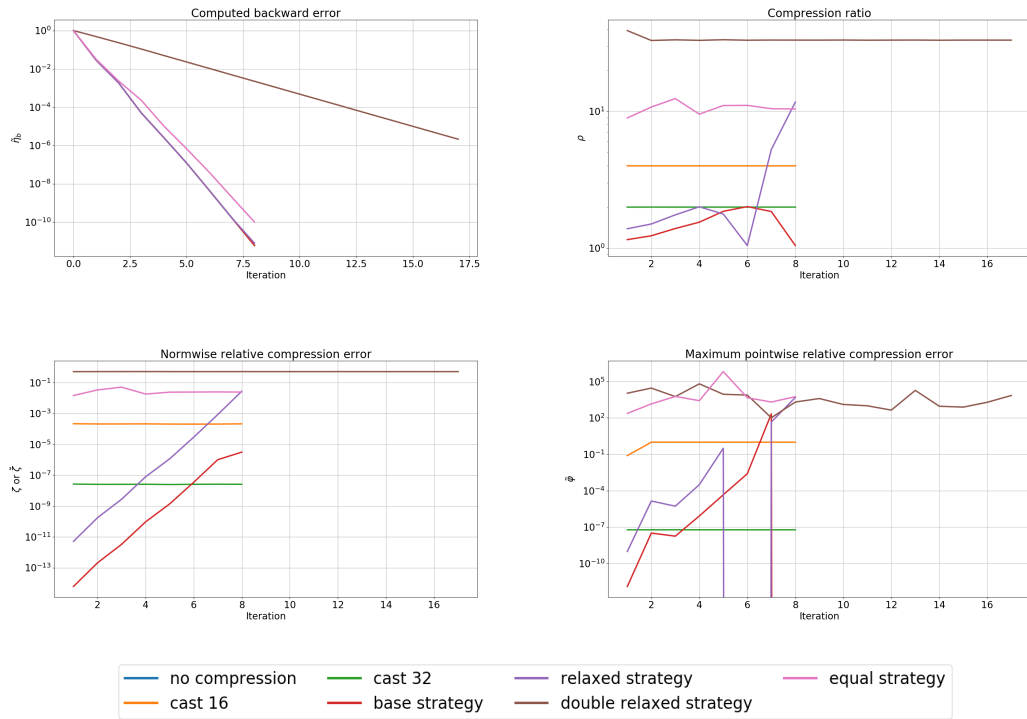 Computed backward error
10^0
10^-2
10^-4
10^-6
10^-8
10^-10
η̃_b
0.0 2.5 5.0 7.5 10.0 12.5 15.0 17.5
Iteration
Compression ratio
10^1
10^0
ρ
2 4 6 8 10 12 14 16
Iteration
Normwise relative compression error
10^-1
10^-3
10^-5
10^-7
10^-9
10^-11
10^-13
ζ or ζ̃
2 4 6 8 10 12 14 16
Iteration
Maximum pointwise relative compression error
10^5
10^2
10^-1
10^-4
10^-7
10^-10
φ̃
2 4 6 8 10 12 14 16
Iteration
no compression cast 32 relaxed strategy equal strategy
cast 16 base strategy double relaxed strategy